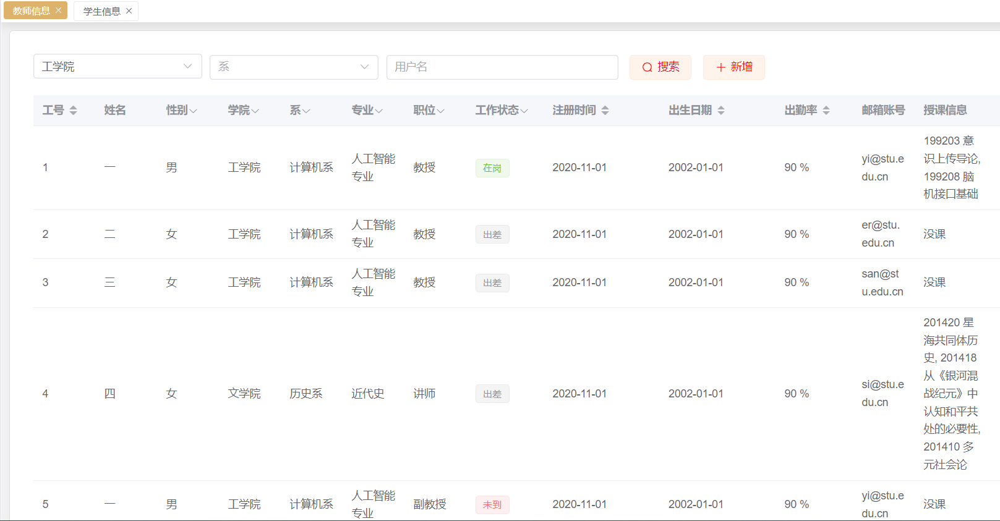 教师信息 × 学生信息 ×
工学院 系 用户名 搜索 + 新增
工号 姓名 性别 学院 系 专业 职位 工作状态 注册时间 出生日期 出勤率 邮箱账号 授课信息
1 一 男 工学院 计算机系 人工智能专业 教授 在岗 2020-11-01 2002-01-01 90 % yi@stu.edu.cn 199203 意识上传导论, 199208 脑机接口基础
2 二 女 工学院 计算机系 人工智能专业 教授 出差 2020-11-01 2002-01-01 90 % er@stu.edu.cn 没课
3 三 女 工学院 计算机系 人工智能专业 教授 出差 2020-11-01 2002-01-01 90 % san@stu.edu.cn 没课
4 四 女 文学院 历史系 近代史 讲师 出差 2020-11-01 2002-01-01 90 % si@stu.edu.cn 201420 星海共同体历史, 201418 从《银河混战纪元》中认知和平共处的必要性, 201410 多元社会论
5 一 男 工学院 计算机系 人工智能专业 副教授 未到 2020-11-01 2002-01-01 90 % yi@stu.edu.cn 没课